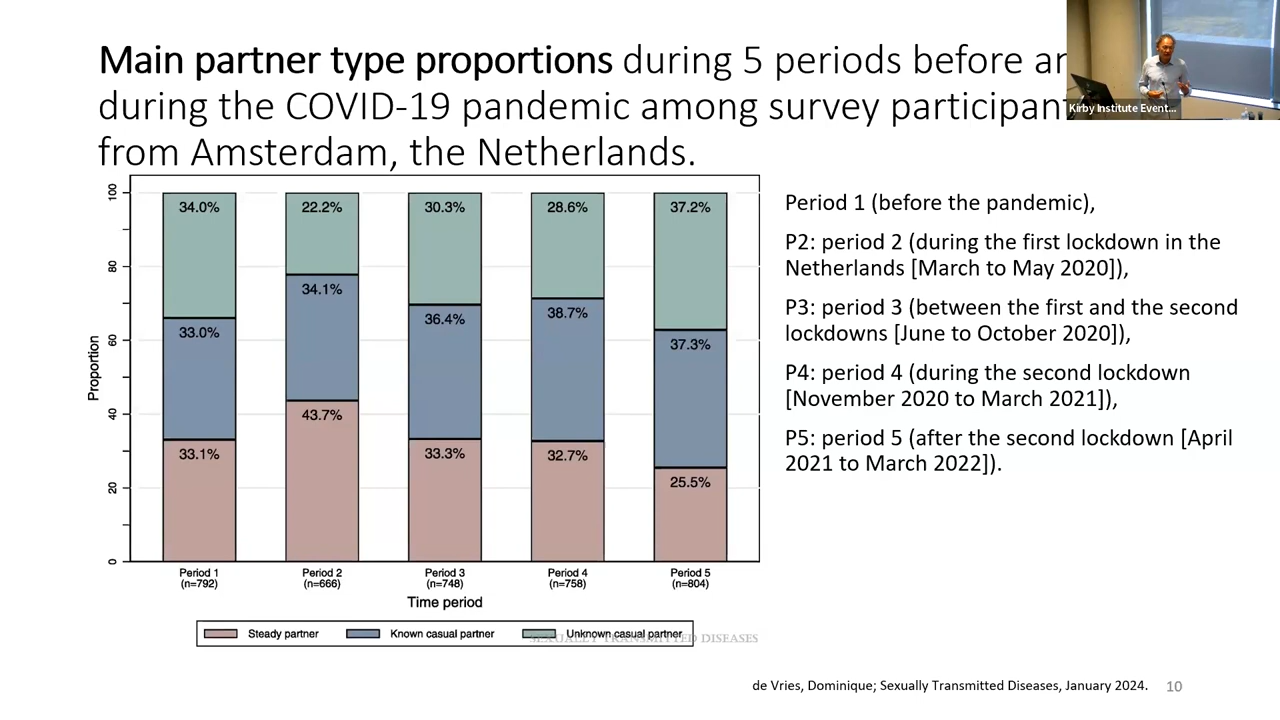 Main partner type proportions during 5 periods before
during the COVID-19 pandemic among survey
from Amsterdam, the Netherlands.
Kirby Institute Event...
100
80
60
40
20
0
Proportion
34.0%
22.2%
30.3%
28.6%
37.2%
33.0%
34.1%
36.4%
38.7%
37.3%
33.1%
43.7%
33.3%
32.7%
25.5%
Period 1
(n=792)
Period 2
(n=666)
Period 3
(n=748)
Period 4
(n=758)
Period 5
(n=804)
Time period
Steady partner
Known casual partner
Unknown casual partner
SEXUALLY TRANSMITTED DISEASES
Period 1 (before the pandemic),
P2: period 2 (during the first lockdown in the
Netherlands [March to May 2020]),
P3: period 3 (between the first and the second
lockdowns [June to October 2020]),
P4: period 4 (during the second lockdown
[November 2020 to March 2021]),
P5: period 5 (after the second lockdown [April
2021 to March 2022]).
de Vries, Dominique; Sexually Transmitted Diseases, January 2024.
10